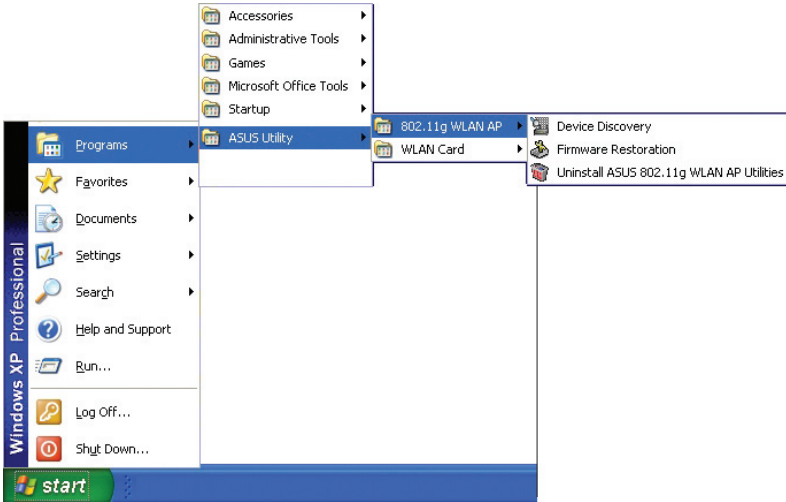 Accessories
Administrative Tools
Games
Microsoft Office Tools
Startup
ASUS Utility
802.11g WLAN AP
WLAN Card
Device Discovery
Firmware Restoration
Uninstall ASUS 802.11g WLAN AP Utilities
Programs
Favorites
Documents
Settings
Search
Help and Support
Run...
Log Off...
Shut Down...
Windows XP Professional
start